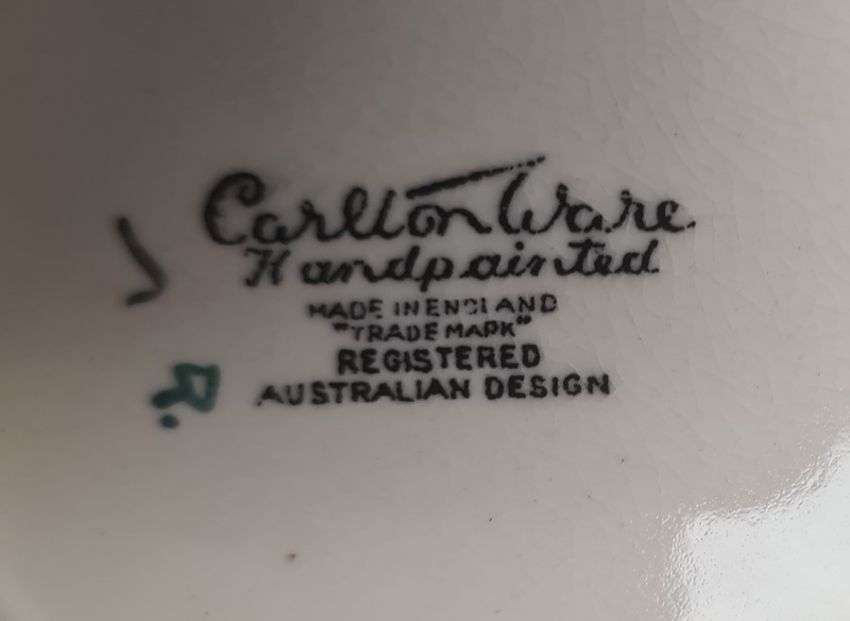 Carlton Ware
Handpainted
MADE IN ENGLAND
"TRADE MARK"
REGISTERED
AUSTRALIAN DESIGN